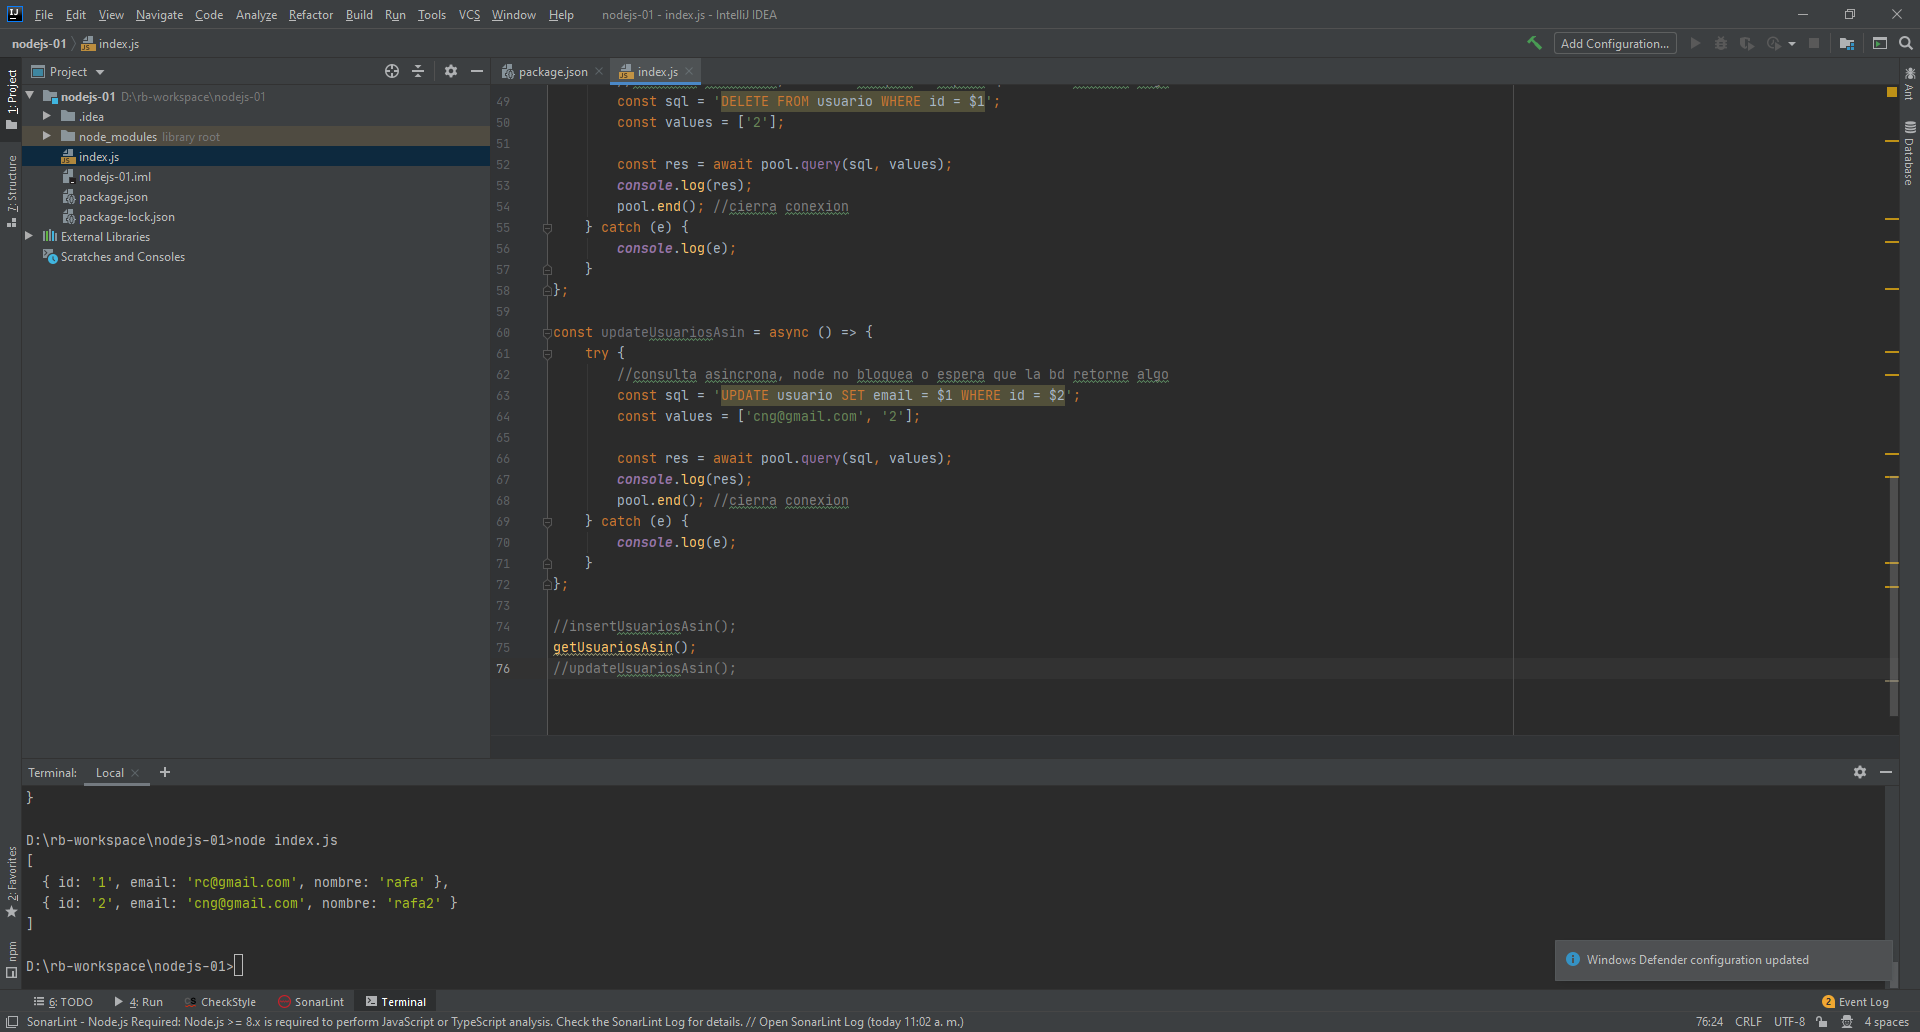 File Edit View Navigate Code Analyze Refactor Build Run Tools VCS Window Help nodejs-01 - index.js - IntelliJ IDEA
nodejs-01 index.js Add Configuration...
1: Project
7: Structure
2: Favorites
npm
Project
nodejs-01 D:\rb-workspace\nodejs-01
.idea
node_modules library root
index.js
nodejs-01.iml
package.json
package-lock.json
External Libraries
Scratches and Consoles
package.json index.js
49 const sql = 'DELETE FROM usuario WHERE id = $1';
50 const values = ['2'];
51
52 const res = await pool.query(sql, values);
53 console.log(res);
54 pool.end(); //cierra conexion
55 } catch (e) {
56 console.log(e);
57 }
58 };
59
60 const updateUsuariosAsin = async () => {
61 try {
62 //consulta asincrona, node no bloquea o espera que la bd retorne algo
63 const sql = 'UPDATE usuario SET email = $1 WHERE id = $2';
64 const values = ['cng@gmail.com', '2'];
65
66 const res = await pool.query(sql, values);
67 console.log(res);
68 pool.end(); //cierra conexion
69 } catch (e) {
70 console.log(e);
71 }
72 };
73
74 //insertUsuariosAsin();
75 getUsuariosAsin();
76 //updateUsuariosAsin();
Ant
Database
Terminal: Local
}
D:\rb-workspace\nodejs-01>node index.js
[
{ id: '1', email: 'rc@gmail.com', nombre: 'rafa' },
{ id: '2', email: 'cng@gmail.com', nombre: 'rafa2' }
]
D:\rb-workspace\nodejs-01>
Windows Defender configuration updated
6: TODO 4: Run CheckStyle SonarLint Terminal 2 Event Log
SonarLint - Node.js Required: Node.js >= 8.x is required to perform JavaScript or TypeScript analysis. Check the SonarLint Log for details. // Open SonarLint Log (today 11:02 a. m.) 76:24 CRLF UTF-8 4 spaces